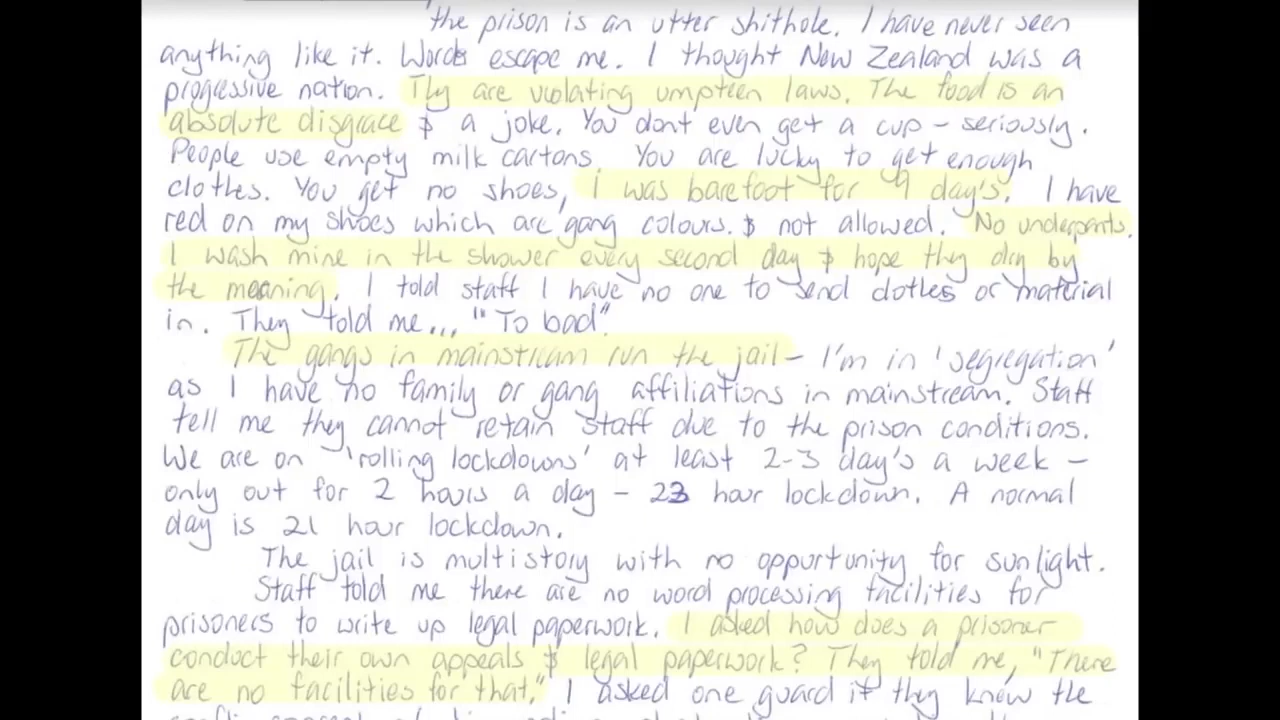 the prison is an utter shithole. I have never seen
anything like it. Words escape me. I thought New Zealand was a
progressive nation. They are violating umpteen laws. The food is an
absolute disgrace & a joke. You dont even get a cup – seriously.
People use empty milk cartons. You are lucky to get enough
clothes. You get no shoes, i was barefoot for 9 day's. I have
red on my shoes which are gang colours. & not allowed. No underpants.
I wash mine in the shower every second day & hope they dry by
the meaning. I told staff I have no one to send clothes or material
in. They told me... "To bad".
The gangs in mainstream run the jail – I'm in 'segregation'
as I have no family or gang affiliations in mainstream. Staff
tell me they cannot retain staff due to the prison conditions.
We are on 'rolling lockdowns' at least 2-3 day's a week –
only out for 2 hours a day – 23 hour lockdown. A normal
day is 21 hour lockdown.
The jail is multistory with no opportunity for sunlight.
Staff told me there are no word processing facilities for
prisoners to write up legal paperwork. I asked how does a prisoner
conduct their own appeals & legal paperwork? They told me, "There
are no facilities for that." I asked one guard if they knew the